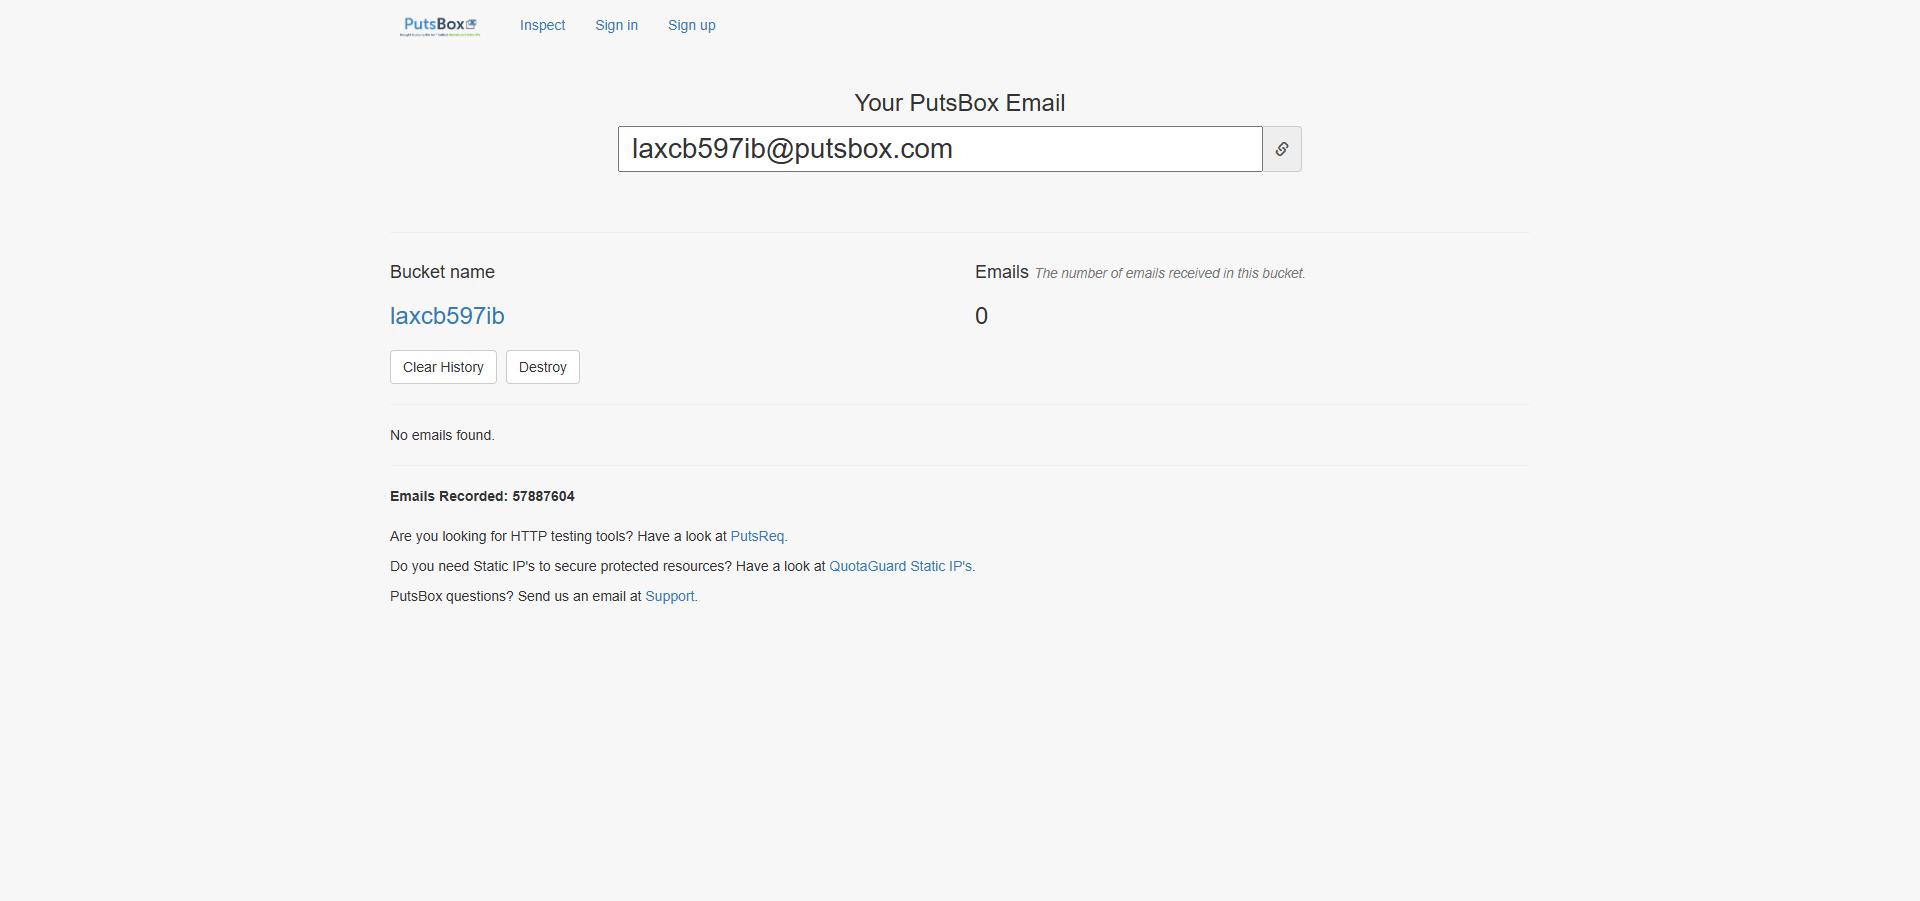 PutsBox
Inspect
Sign in
Sign up
Your PutsBox Email
laxcb597ib@putsbox.com
Bucket name
Emails The number of emails received in this bucket.
laxcb597ib
0
Clear History
Destroy
No emails found.
Emails Recorded: 57887604
Are you looking for HTTP testing tools? Have a look at PutsReq.
Do you need Static IP's to secure protected resources? Have a look at QuotaGuard Static IP's.
PutsBox questions? Send us an email at Support.